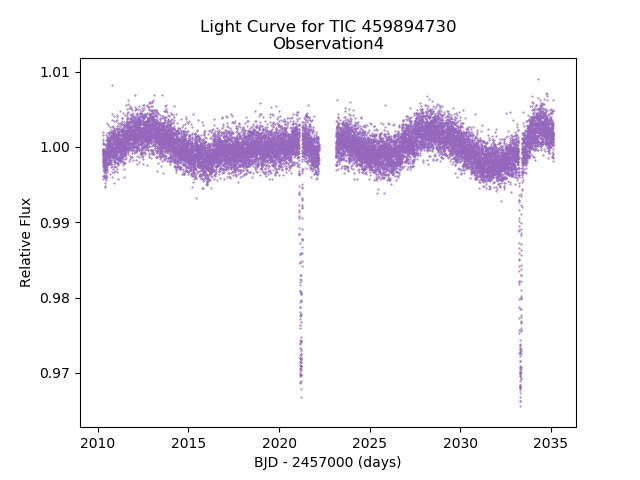 Light Curve for TIC 459894730
Observation4
1.01
1.00
0.99
0.98
0.97
Relative Flux
2010 2015 2020 2025 2030 2035
BJD - 2457000 (days)